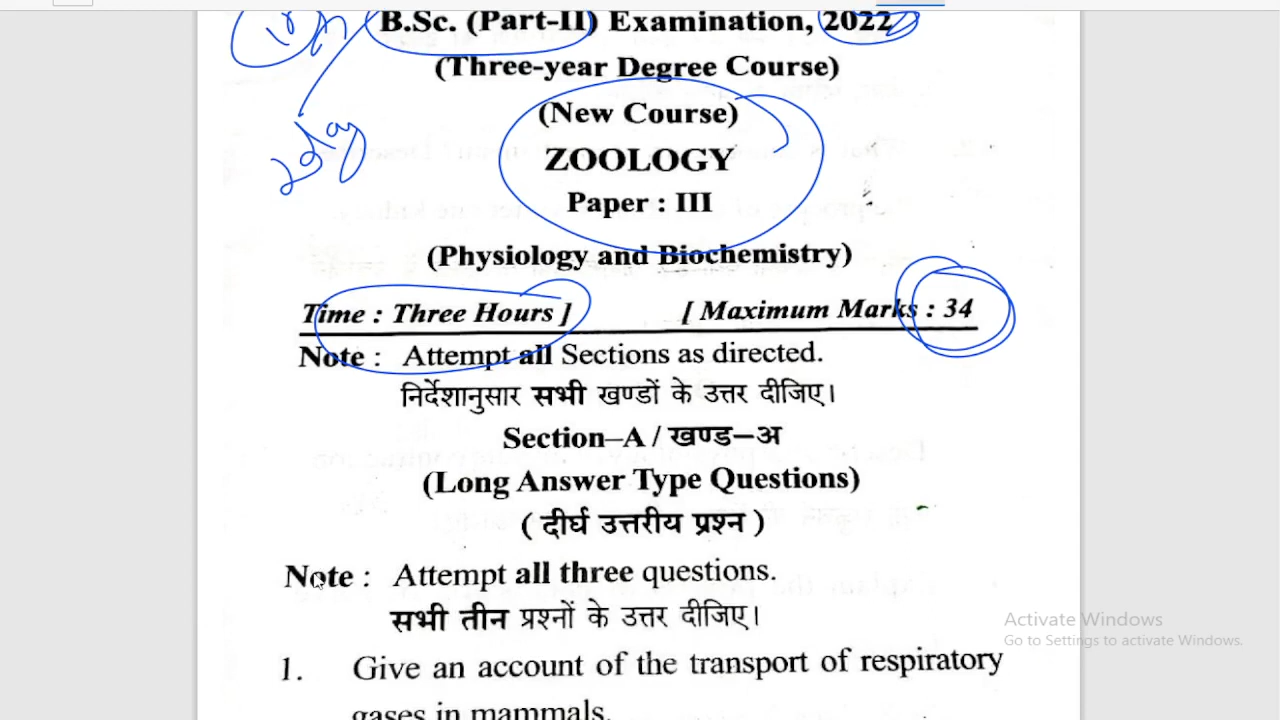 B.Sc. (Part-II) Examination, 2022
(Three-year Degree Course)
(New Course)
2day
ZOOLOGY
Paper : III
(Physiology and Biochemistry)
Time : Three Hours ] [ Maximum Marks : 34
Note : Attempt all Sections as directed.
निर्देशानुसार सभी खण्डों के उत्तर दीजिए।
Section–A / खण्ड–अ
(Long Answer Type Questions)
( दीर्घ उत्तरीय प्रश्न )
Note : Attempt all three questions.
सभी तीन प्रश्नों के उत्तर दीजिए।
Activate Windows
Go to Settings to activate Windows.
1. Give an account of the transport of respiratory
gases in mammals.